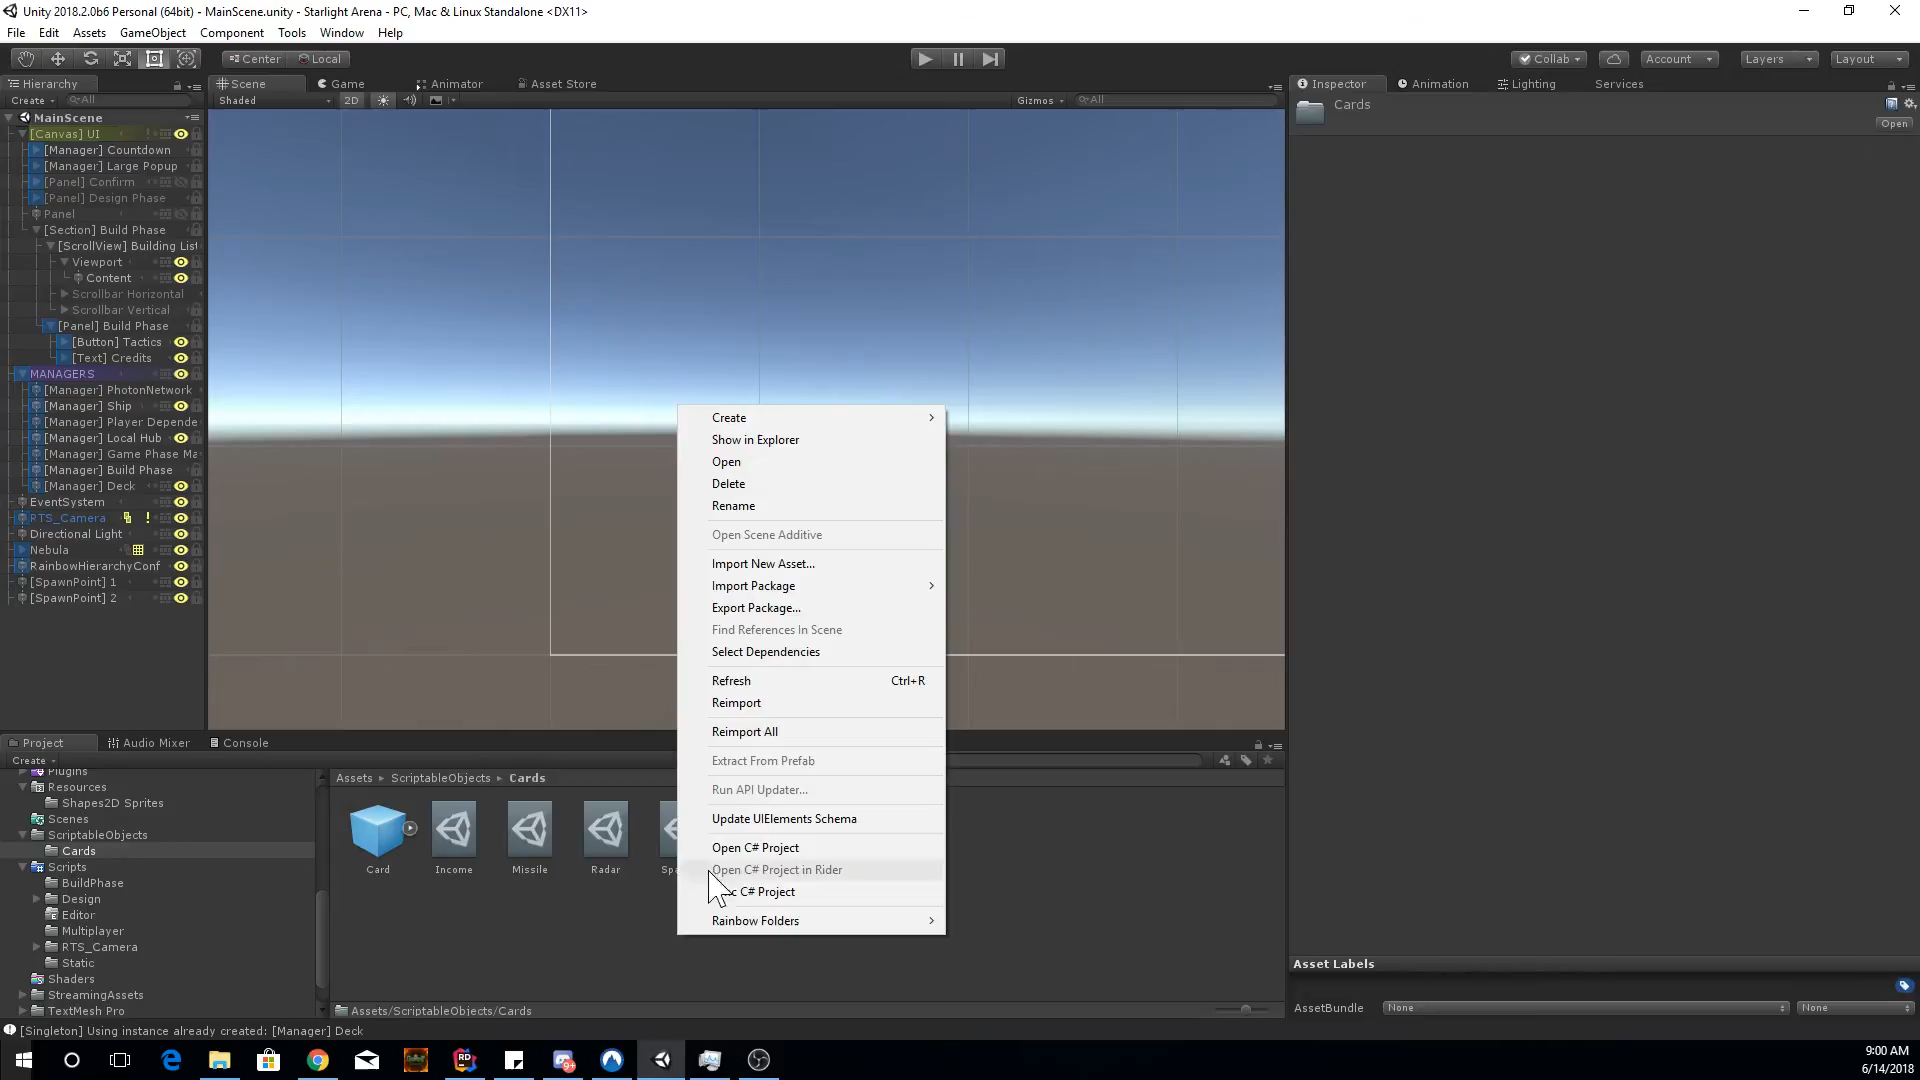 Unity 2018.2.0b6 Personal (64bit) - MainScene.unity - Starlight Arena - PC, Mac & Linux Standalone <DX11>
File Edit Assets GameObject Component Tools Window Help
Center Local Collab Account Layers Layout
Hierarchy
Create All
MainScene
[Canvas] UI
[Manager] Countdown
[Manager] Large Popup
[Panel] Confirm
[Panel] Design Phase
Panel
[Section] Build Phase
[ScrollView] Building List
Viewport
Content
Scrollbar Horizontal
Scrollbar Vertical
[Panel] Build Phase
[Button] Tactics
[Text] Credits
MANAGERS
[Manager] PhotonNetwork
[Manager] Ship
[Manager] Player Depende
[Manager] Local Hub
[Manager] Game Phase Ma
[Manager] Build Phase
[Manager] Deck
EventSystem
RTS_Camera
Directional Light
Nebula
RainbowHierarchyConf
[SpawnPoint] 1
[SpawnPoint] 2
Scene Game Animator Asset Store
Shaded 2D Gizmos All
Create
Show in Explorer
Open
Delete
Rename
Open Scene Additive
Import New Asset...
Import Package
Export Package...
Find References In Scene
Select Dependencies
Refresh Ctrl+R
Reimport
Reimport All
Extract From Prefab
Run API Updater...
Update UIElements Schema
Open C# Project
Open C# Project in Rider
C# Project
Rainbow Folders
Inspector Animation Lighting Services
Cards
Open
Asset Labels
AssetBundle None None
Project Audio Mixer Console
Create
Plugins
Resources
Shapes2D Sprites
Scenes
ScriptableObjects
Cards
Scripts
BuildPhase
Design
Editor
Multiplayer
RTS_Camera
Static
Shaders
StreamingAssets
TextMesh Pro
Assets ScriptableObjects Cards
Card Income Missile Radar
Assets/ScriptableObjects/Cards
[Singleton] Using instance already created: [Manager] Deck
9:00 AM
6/14/2018